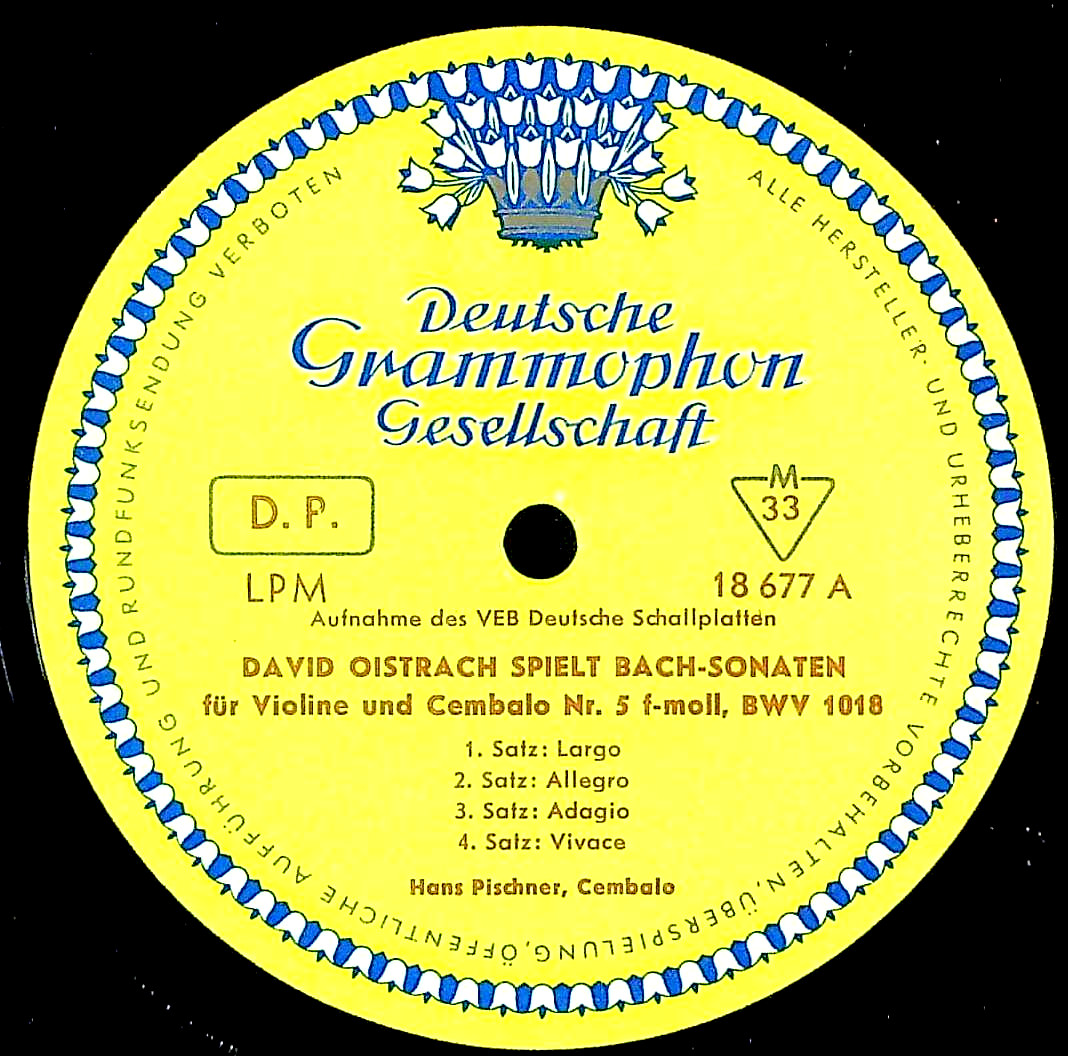 Deutsche
Grammophon
Gesellschaft
D. P.
M
33
LPM
18 677 A
Aufnahme des VEB Deutsche Schallplatten
DAVID OISTRACH SPIELT BACH-SONATEN
für Violine und Cembalo Nr. 5 f-moll, BWV 1018
1. Satz: Largo
2. Satz: Allegro
3. Satz: Adagio
4. Satz: Vivace
Hans Pischner, Cembalo
ALLE HERSTELLER- UND URHEBERRECHTE VORBEHALTEN, ÜBERSPIELUNG, ÖFFENTLICHE AUFFÜHRUNG UND RUNDFUNKSENDUNG VERBOTEN